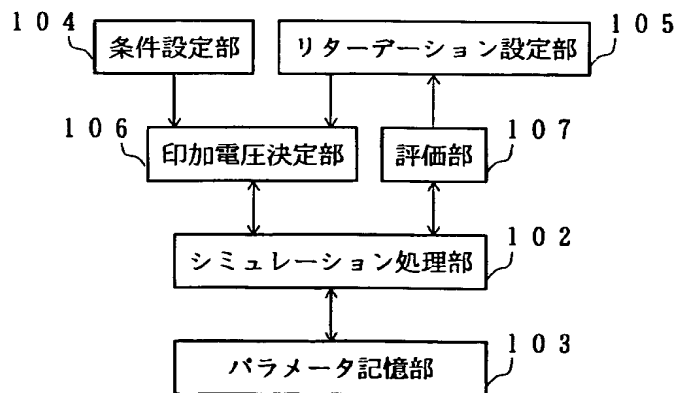 104
条件設定部
リターデーション設定部
105
106
印加電圧決定部
評価部
107
シミュレーション処理部
102
パラメータ記憶部
103